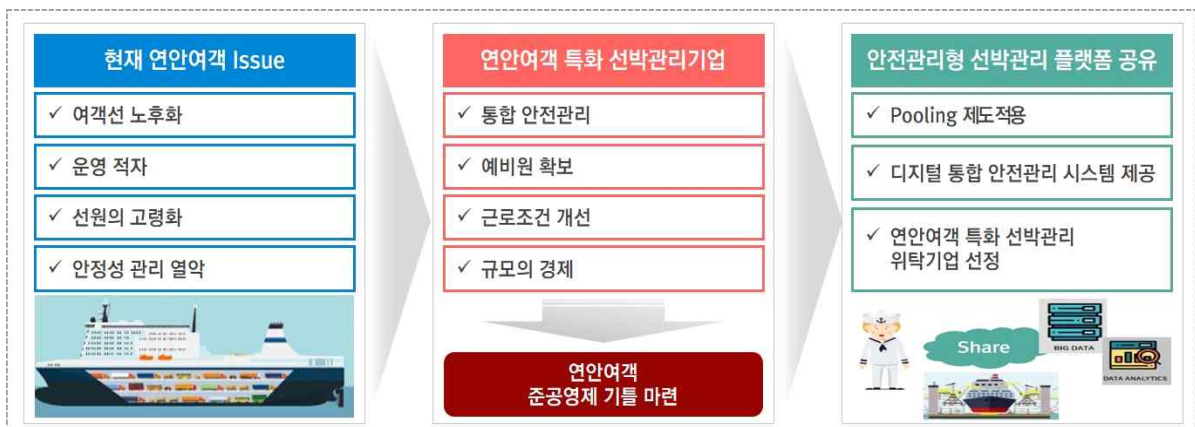 현재 연안여객 Issue
✓ 여객선 노후화
✓ 운영 적자
✓ 선원의 고령화
✓ 안정성 관리 열악
연안여객 특화 선박관리기업
✓ 통합 안전관리
✓ 예비원 확보
✓ 근로조건 개선
✓ 규모의 경제
연안여객
준공영제 기틀 마련
안전관리형 선박관리 플랫폼 공유
✓ Pooling 제도적용
✓ 디지털 통합 안전관리 시스템 제공
✓ 연안여객 특화 선박관리
위탁기업 선정
Share
BIG DATA
DATA ANALYTICS